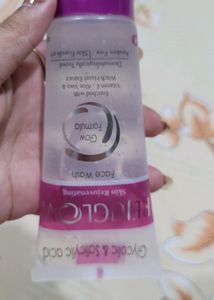 Glycolic & Salicylic acid
REJUGLOW
Skin Rejuvenating
Face Wash
Glow
Formula
Enriched with
Vitamin-E, Aloe Vera &
Witch Hazel Extract
Dermatologically Tested
Paraben Free | Skin Friendly